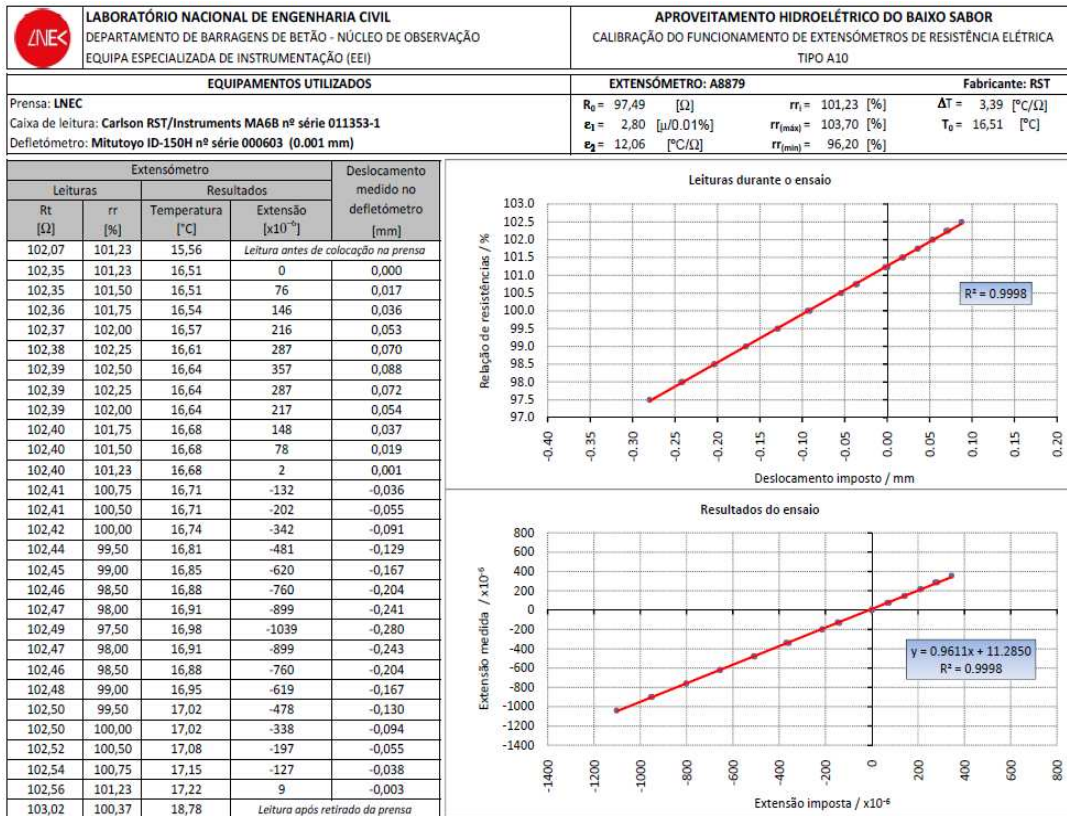 LNEC
LABORATÓRIO NACIONAL DE ENGENHARIA CIVIL
DEPARTAMENTO DE BARRAGENS DE BETÃO - NÚCLEO DE OBSERVAÇÃO
EQUIPA ESPECIALIZADA DE INSTRUMENTAÇÃO (EEI)
APROVEITAMENTO HIDROELÉTRICO DO BAIXO SABOR
CALIBRAÇÃO DO FUNCIONAMENTO DE EXTENSÓMETROS DE RESISTÊNCIA ELÉTRICA
TIPO A10
EQUIPAMENTOS UTILIZADOS
Prensa: LNEC
Caixa de leitura: Carlson RST/Instruments MA6B nº série 011353-1
Defletómetro: Mitutoyo ID-150H nº série 000603 (0.001 mm)
EXTENSÓMETRO: A8879 Fabricante: RST
R₀ = 97,49 [Ω] rrᵢ = 101,23 [%] ΔT = 3,39 [°C/Ω]
ε₁ = 2,80 [µ/0.01%] rr(máx) = 103,70 [%] T₀ = 16,51 [°C]
ε₂ = 12,06 [°C/Ω] rr(min) = 96,20 [%]
Extensómetro Deslocamento
Leituras Resultados medido no
Rt rr Temperatura Extensão defletómetro
[Ω] [%] [°C] [x10⁻⁶] [mm]
102,07 101,23 15,56 Leitura antes de colocação na prensa
102,35 101,23 16,51 0 0,000
102,35 101,50 16,51 76 0,017
102,36 101,75 16,54 146 0,036
102,37 102,00 16,57 216 0,053
102,38 102,25 16,61 287 0,070
102,39 102,50 16,64 357 0,088
102,39 102,25 16,64 287 0,072
102,39 102,00 16,64 217 0,054
102,40 101,75 16,68 148 0,037
102,40 101,50 16,68 78 0,019
102,40 101,23 16,68 2 0,001
102,41 100,75 16,71 -132 -0,036
102,41 100,50 16,71 -202 -0,055
102,42 100,00 16,74 -342 -0,091
102,44 99,50 16,81 -481 -0,129
102,45 99,00 16,85 -620 -0,167
102,46 98,50 16,88 -760 -0,204
102,47 98,00 16,91 -899 -0,241
102,49 97,50 16,98 -1039 -0,280
102,47 98,00 16,91 -899 -0,243
102,46 98,50 16,88 -760 -0,204
102,48 99,00 16,95 -619 -0,167
102,50 99,50 17,02 -478 -0,130
102,50 100,00 17,02 -338 -0,094
102,52 100,50 17,08 -197 -0,055
102,54 100,75 17,15 -127 -0,038
102,56 101,23 17,22 9 -0,003
103,02 100,37 18,78 Leitura após retirado da prensa
Leituras durante o ensaio
Relação de resistências / %
103.0
102.5
102.0
101.5
101.0
100.5
100.0
99.5
99.0
98.5
98.0
97.5
97.0
R² = 0.9998
-0.40 -0.35 -0.30 -0.25 -0.20 -0.15 -0.10 -0.05 0.00 0.05 0.10 0.15 0.20
Deslocamento imposto / mm
Resultados do ensaio
Extensão medida / x10⁻⁶
800
600
400
200
0
-200
-400
-600
-800
-1000
-1200
-1400
y = 0.9611x + 11.2850
R² = 0.9998
-1400 -1200 -1000 -800 -600 -400 -200 0 200 400 600 800
Extensão imposta / x10⁻⁶